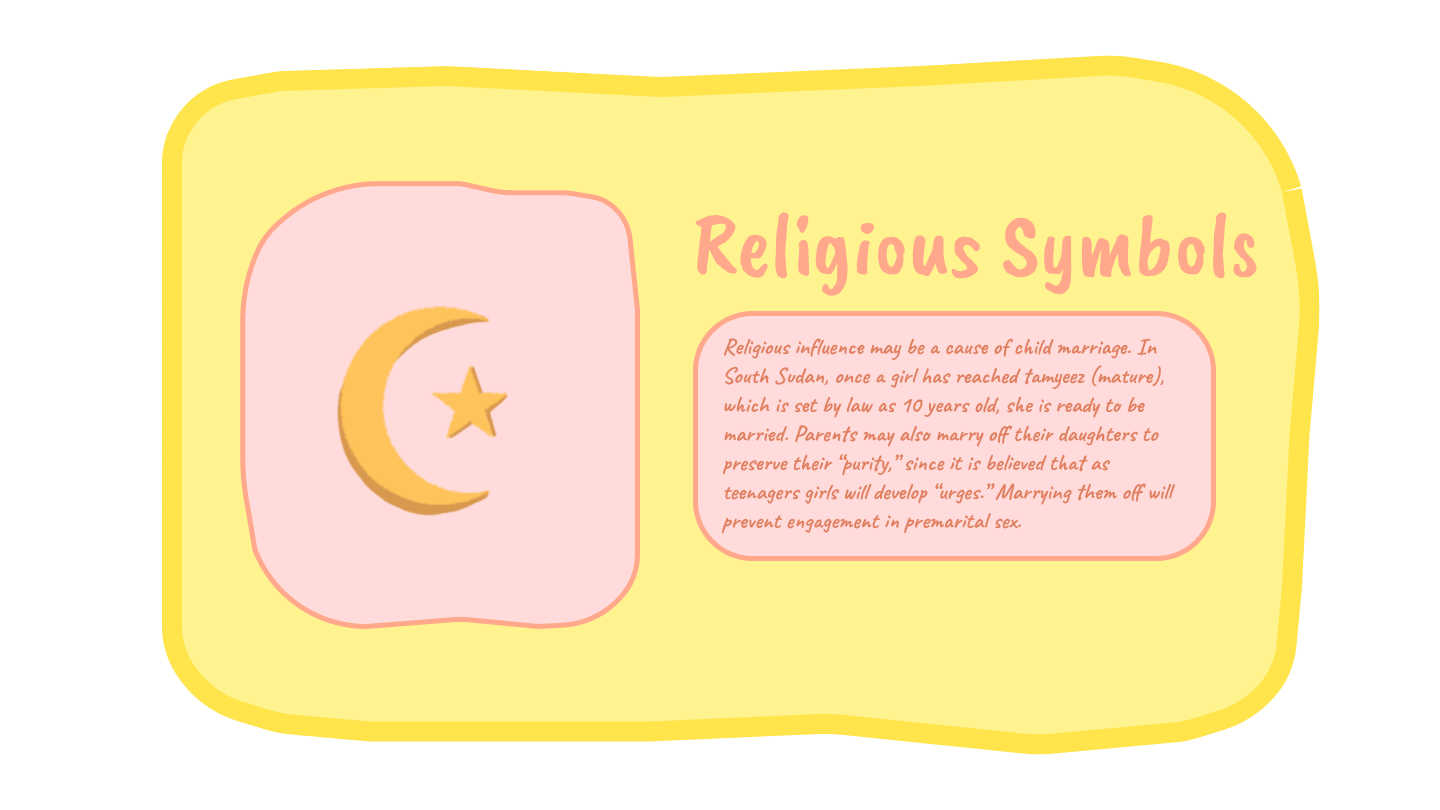 Religious Symbols
Religious influence may be a cause of child marriage. In
South Sudan, once a girl has reached tamyeez (mature),
which is set by law as 10 years old, she is ready to be
married. Parents may also marry off their daughters to
preserve their “purity,” since it is believed that as
teenagers girls will develop “urges.” Marrying them off will
prevent engagement in premarital sex.